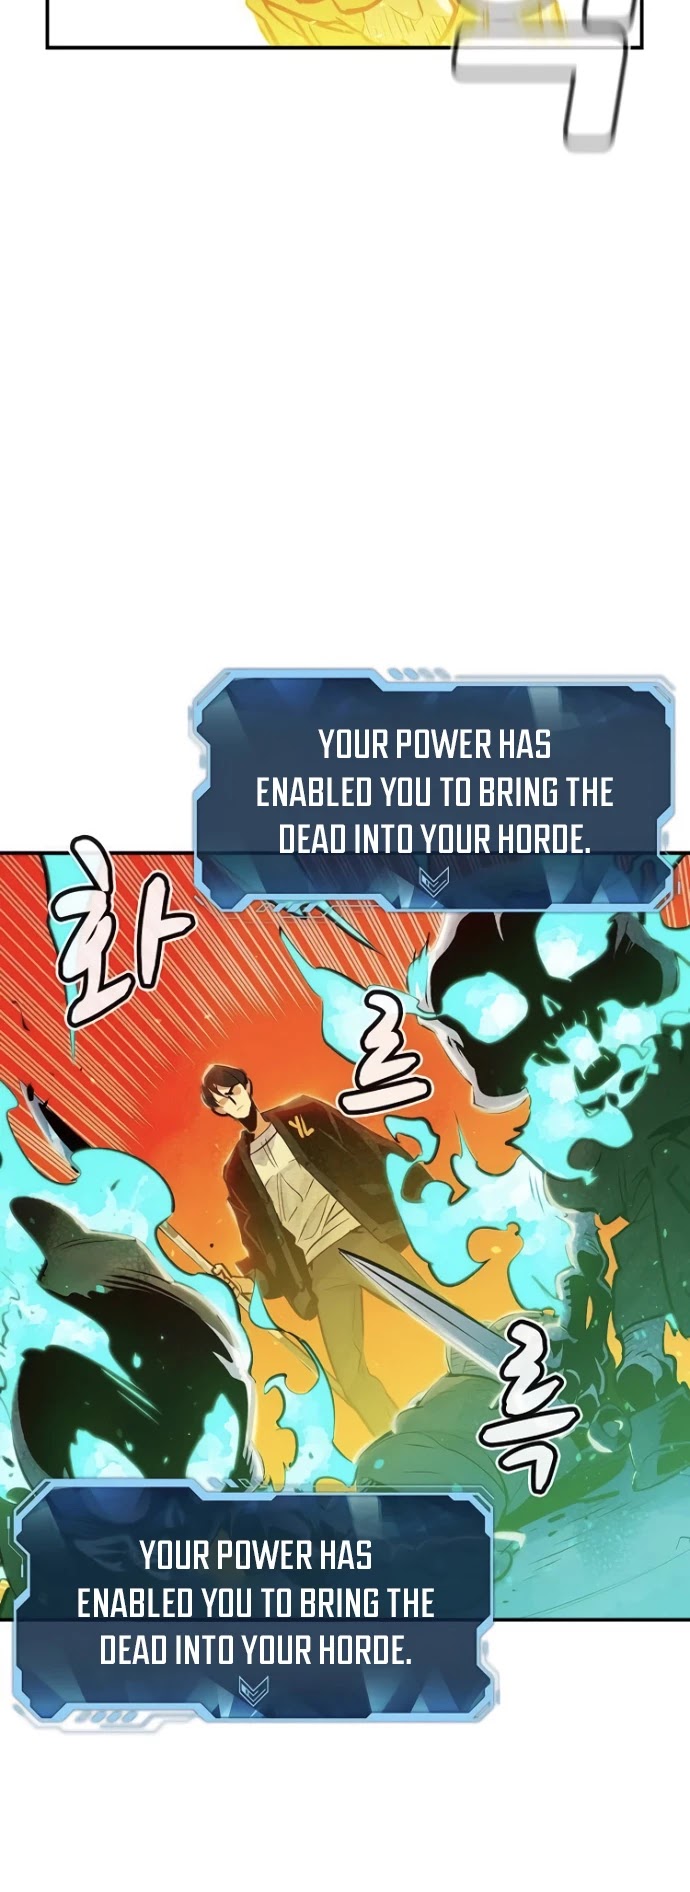 YOUR POWER HAS
ENABLED YOU TO BRING THE
DEAD INTO YOUR HORDE.
화
르
YL
륵
YOUR POWER HAS
ENABLED YOU TO BRING THE
DEAD INTO YOUR HORDE.